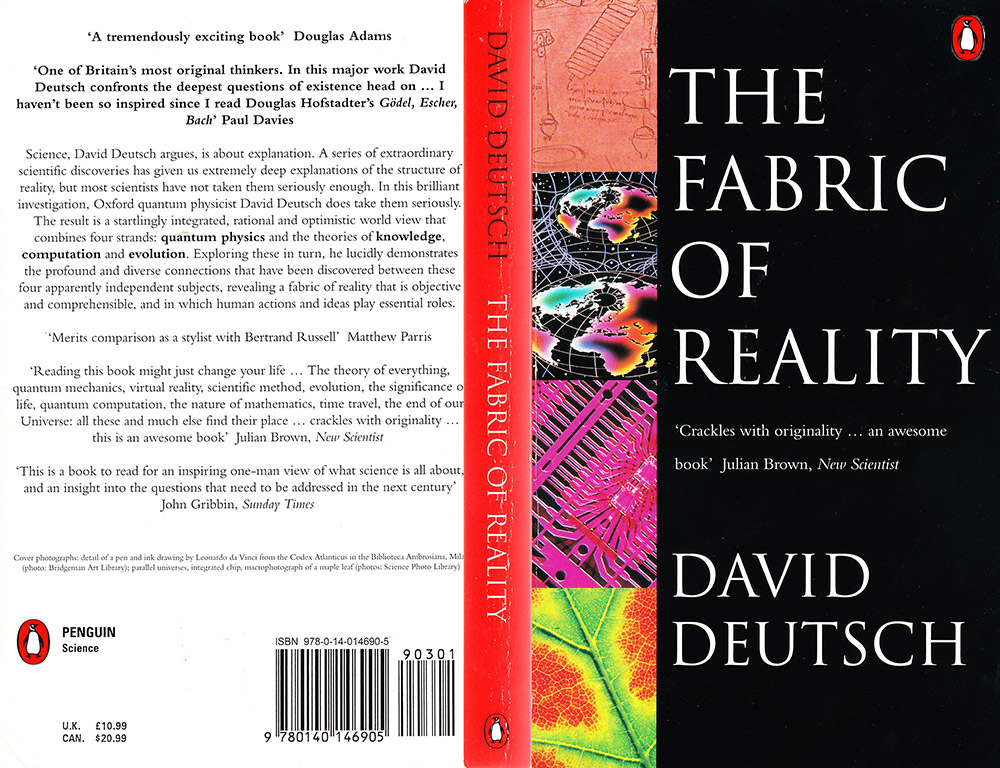 ‘A tremendously exciting book’ Douglas Adams
‘One of Britain’s most original thinkers. In this major work David
Deutsch confronts the deepest questions of existence head on … I
haven’t been so inspired since I read Douglas Hofstadter’s Gödel, Escher,
Bach’ Paul Davies
Science, David Deutsch argues, is about explanation. A series of extraordinary
scientific discoveries has given us extremely deep explanations of the structure of
reality, but most scientists have not taken them seriously enough. In this brilliant
investigation, Oxford quantum physicist David Deutsch does take them seriously.
The result is a startlingly integrated, rational and optimistic world view that
combines four strands: quantum physics and the theories of knowledge,
computation and evolution. Exploring these in turn, he lucidly demonstrates
the profound and diverse connections that have been discovered between these
four apparently independent subjects, revealing a fabric of reality that is objective
and comprehensible, and in which human actions and ideas play essential roles.
‘Merits comparison as a stylist with Bertrand Russell’ Matthew Parris
‘Reading this book might just change your life … The theory of everything,
quantum mechanics, virtual reality, scientific method, evolution, the significance o
life, quantum computation, the nature of mathematics, time travel, the end of our
Universe: all these and much else find their place … crackles with originality …
this is an awesome book’ Julian Brown, New Scientist
‘This is a book to read for an inspiring one-man view of what science is all about,
and an insight into the questions that need to be addressed in the next century’
John Gribbin, Sunday Times
Cover photographs: detail of a pen and ink drawing by Leonardo da Vinci from the Codex Atlanticus in the Biblioteca Ambrosiana, Mila
(photo: Bridgeman Art Library); parallel universes, integrated chip, macrophotograph of a maple leaf (photos: Science Photo Library)
PENGUIN
Science
U.K. £10.99
CAN. $20.99
ISBN 978-0-14-014690-5
90301
9 780140 146905
DAVID DEUTSCH THE FABRIC OF REALITY
THE
FABRIC
OF
REALITY
‘Crackles with originality … an awesome
book’ Julian Brown, New Scientist
DAVID
DEUTSCH